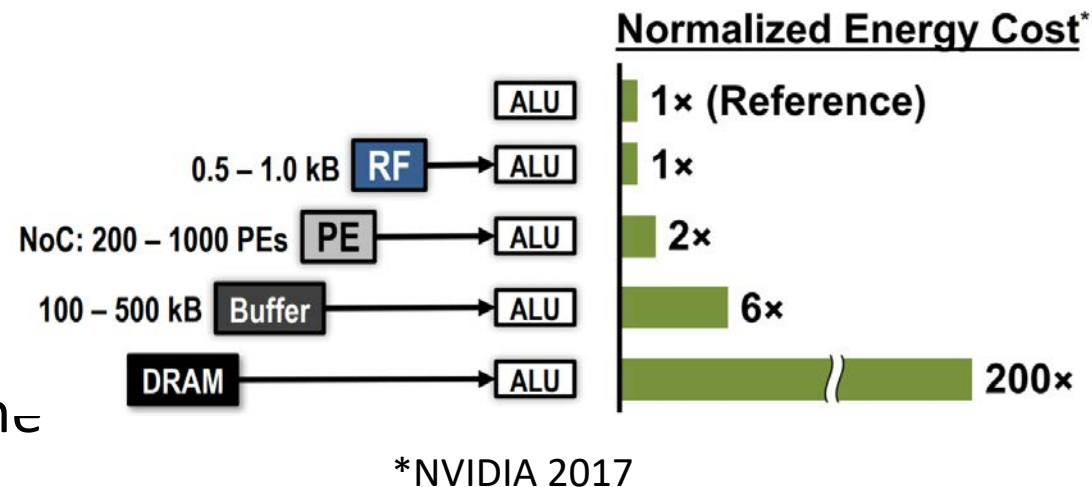 Normalized Energy Cost*
ALU 1× (Reference)
0.5 – 1.0 kB RF ALU 1×
NoC: 200 – 1000 PEs PE ALU 2×
100 – 500 kB Buffer ALU 6×
DRAM ALU 200×
*NVIDIA 2017